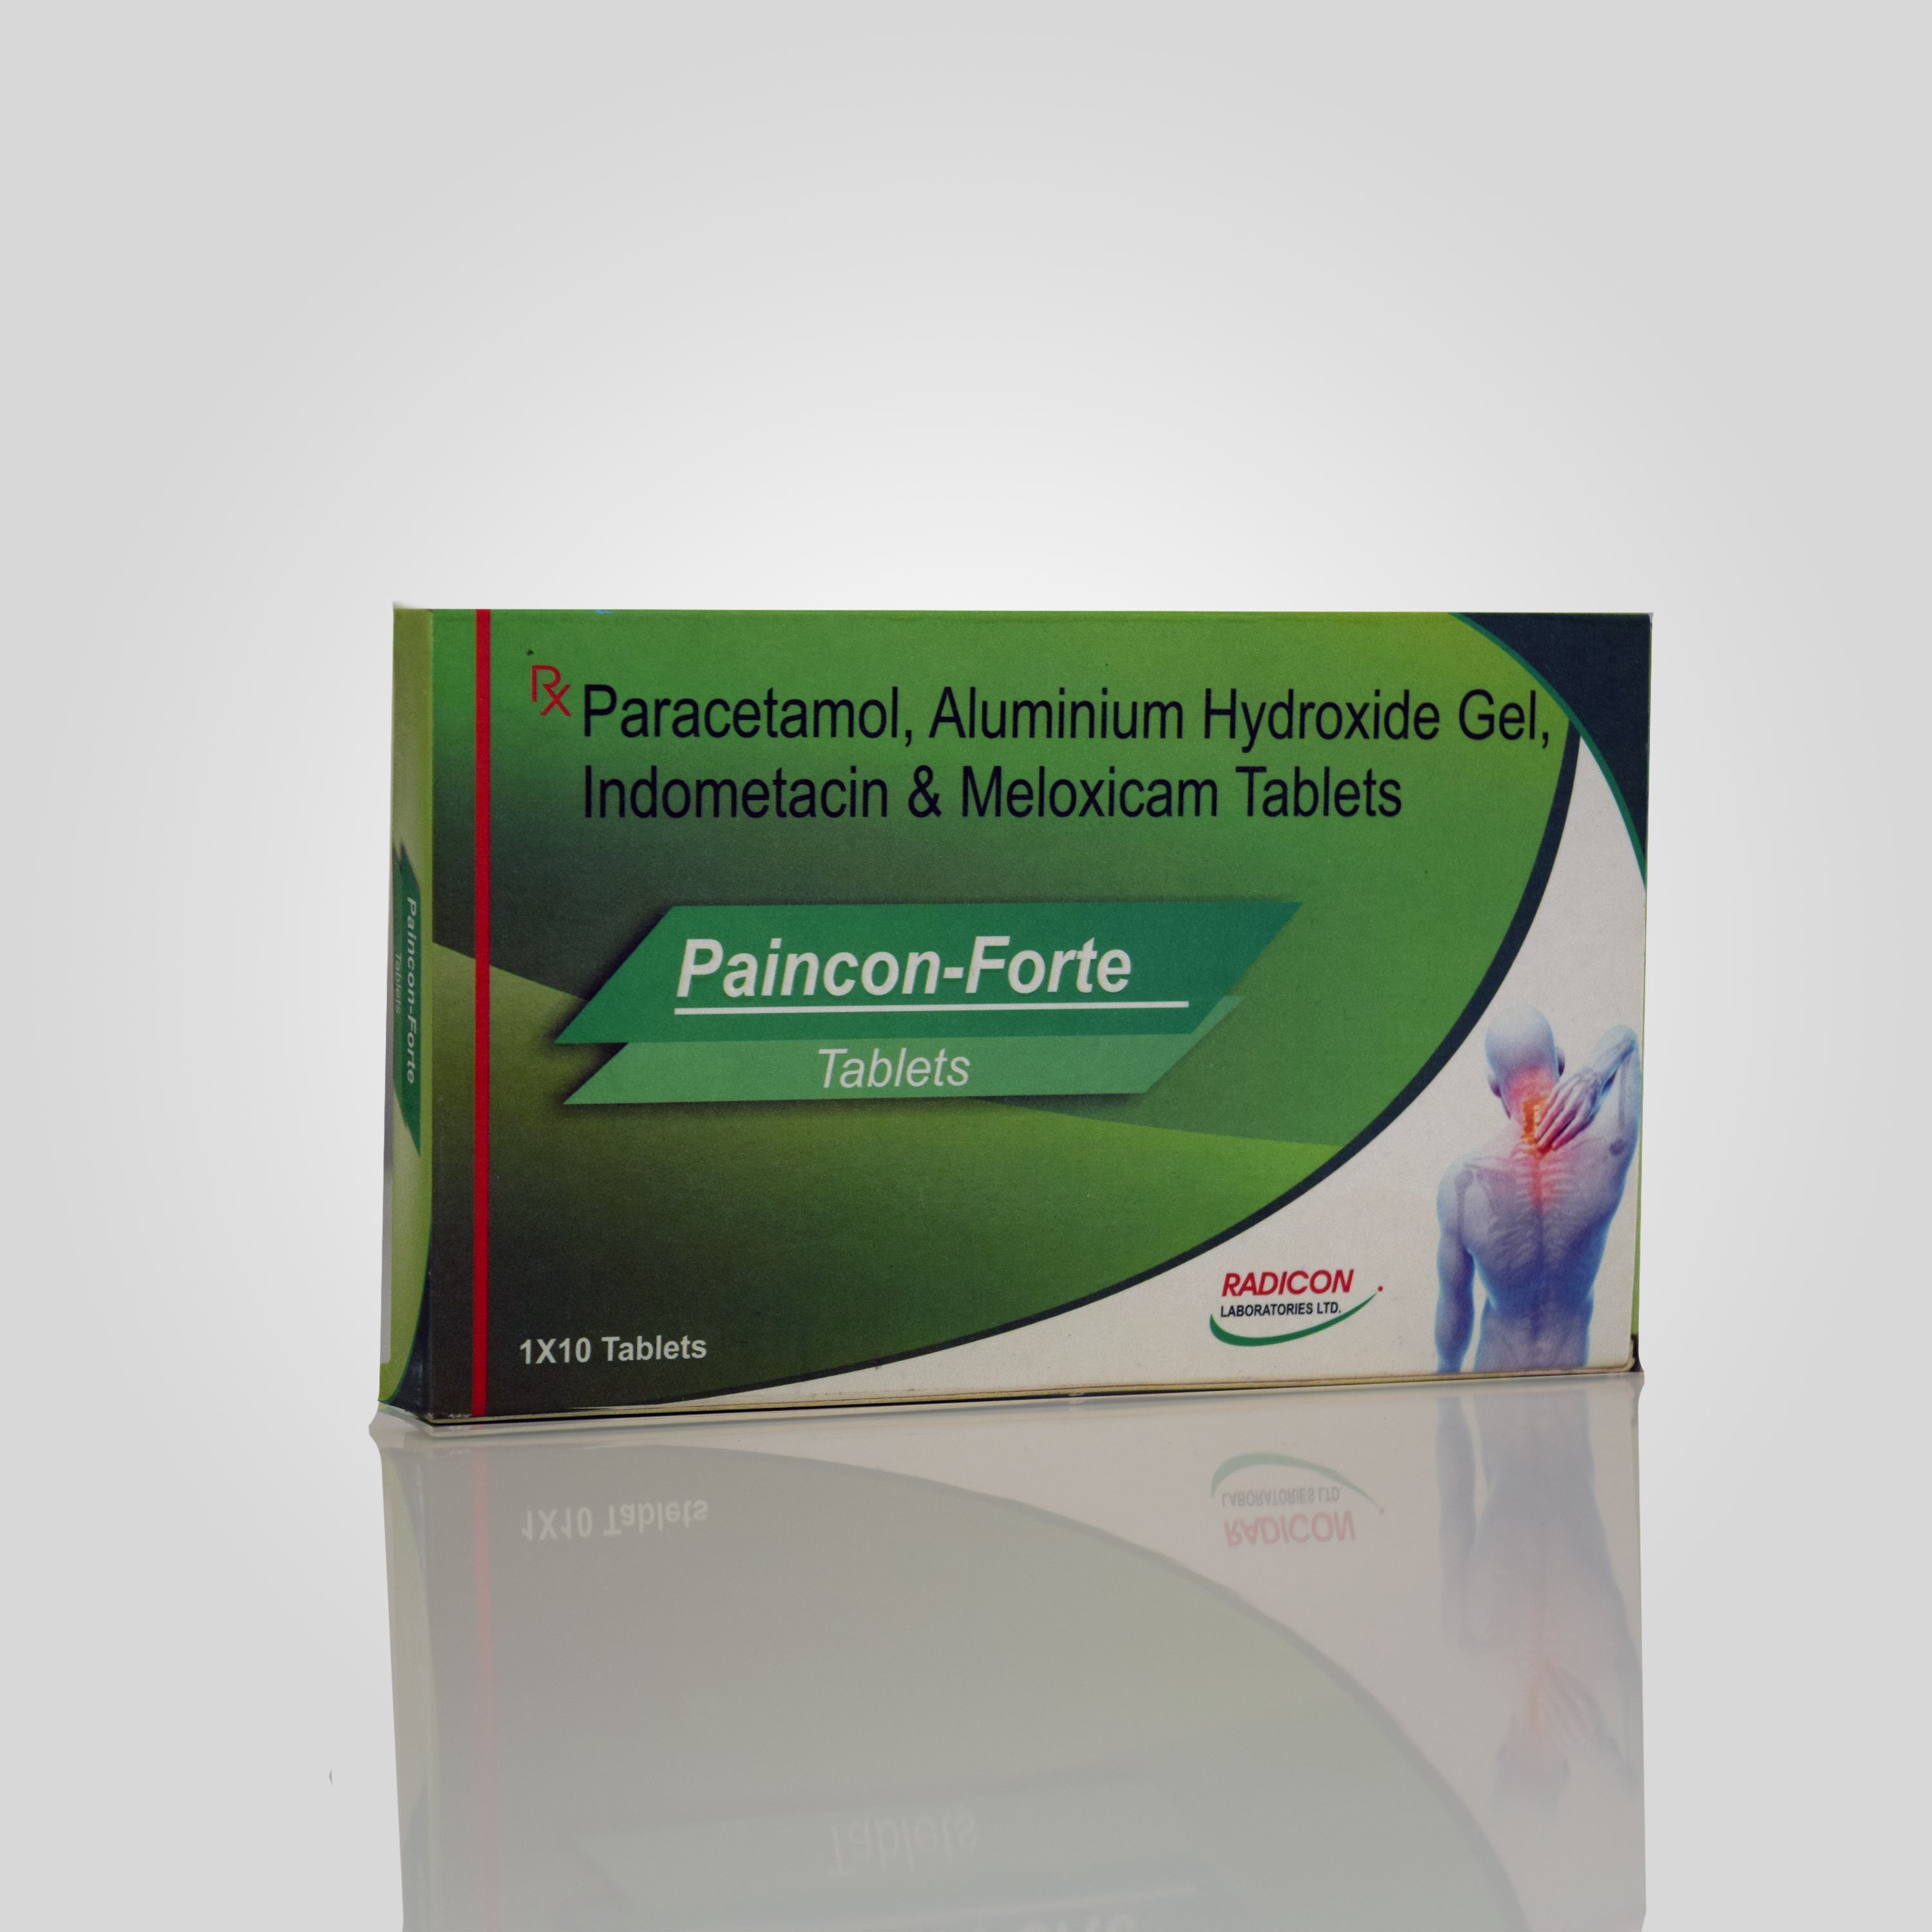 Rx Paracetamol, Aluminium Hydroxide Gel,
Indometacin & Meloxicam Tablets
Paincon-Forte
Tablets
1X10 Tablets
RADICON
LABORATORIES LTD.
Paincon-Forte
Tablets